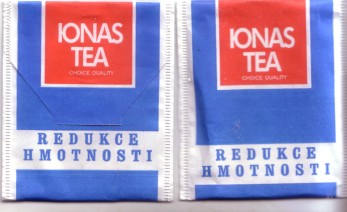 IONAS
TEA
CHOICE QUALITY
REDUKCE
HMOTNOSTI
IONAS
TEA
CHOICE QUALITY
REDUKCE
HMOTNOSTI